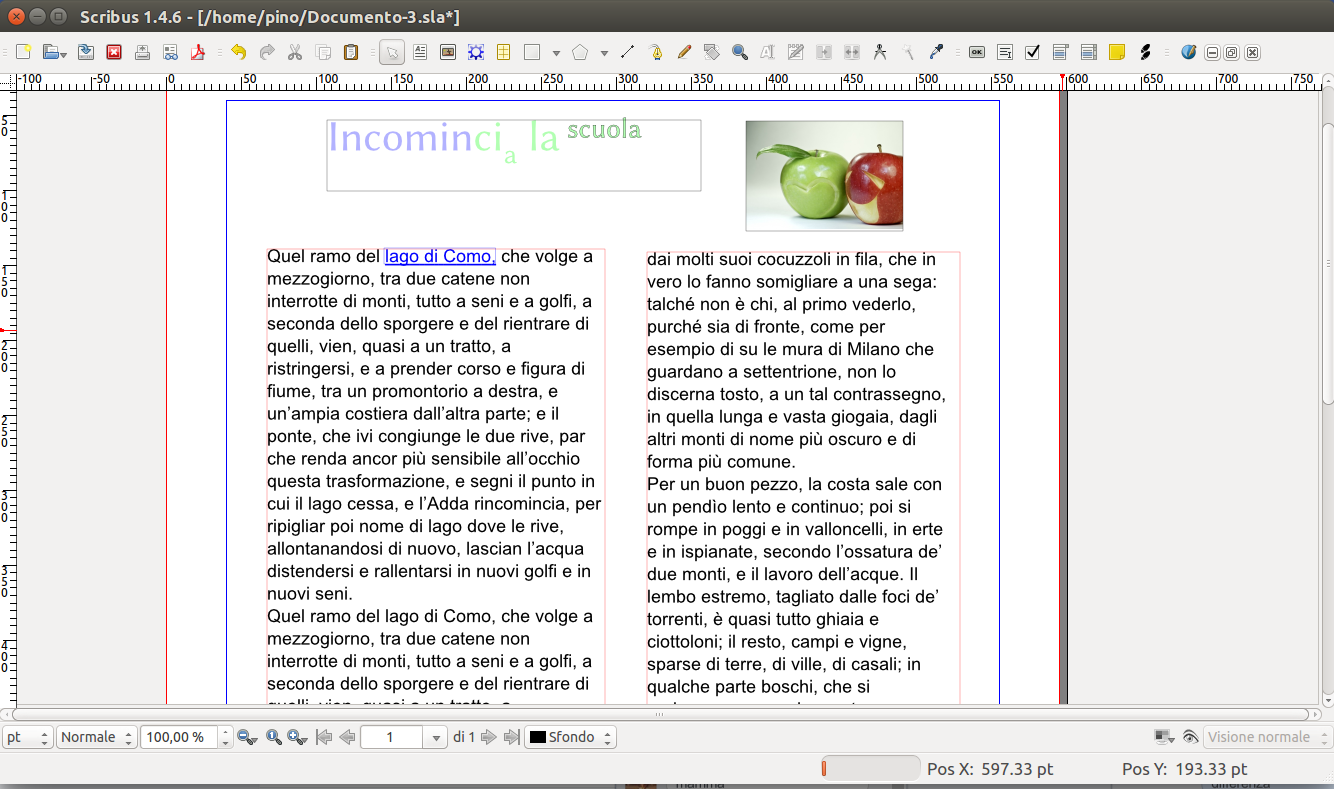 Scribus 1.4.6 - [/home/pino/Documento-3.sla*]
-100 -50 0 50 100 150 200 250 300 350 400 450 500 550 600 650 700 750
50
100
150
200
250
300
350
400
Incominci a la scuola
Quel ramo del lago di Como, che volge a
mezzogiorno, tra due catene non
interrotte di monti, tutto a seni e a golfi, a
seconda dello sporgere e del rientrare di
quelli, vien, quasi a un tratto, a
ristringersi, e a prender corso e figura di
fiume, tra un promontorio a destra, e
un’ampia costiera dall’altra parte; e il
ponte, che ivi congiunge le due rive, par
che renda ancor più sensibile all’occhio
questa trasformazione, e segni il punto in
cui il lago cessa, e l’Adda rincomincia, per
ripigliar poi nome di lago dove le rive,
allontanandosi di nuovo, lascian l’acqua
distendersi e rallentarsi in nuovi golfi e in
nuovi seni.
Quel ramo del lago di Como, che volge a
mezzogiorno, tra due catene non
interrotte di monti, tutto a seni e a golfi, a
seconda dello sporgere e del rientrare di
quelli, vien, quasi a un tratto, a
dai molti suoi cocuzzoli in fila, che in
vero lo fanno somigliare a una sega:
talché non è chi, al primo vederlo,
purché sia di fronte, come per
esempio di su le mura di Milano che
guardano a settentrione, non lo
discerna tosto, a un tal contrassegno,
in quella lunga e vasta giogaia, dagli
altri monti di nome più oscuro e di
forma più comune.
Per un buon pezzo, la costa sale con
un pendìo lento e continuo; poi si
rompe in poggi e in valloncelli, in erte
e in ispianate, secondo l’ossatura de’
due monti, e il lavoro dell’acque. Il
lembo estremo, tagliato dalle foci de’
torrenti, è quasi tutto ghiaia e
ciottoloni; il resto, campi e vigne,
sparse di terre, di ville, di casali; in
qualche parte boschi, che si
pt Normale 100,00 % 1 di 1 Sfondo Visione normale
Pos X: 597.33 pt Pos Y: 193.33 pt
mamma differenza